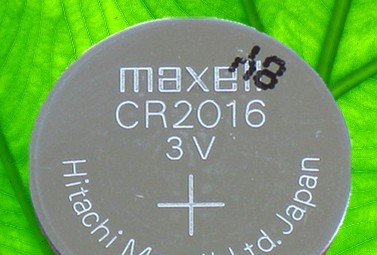 maxell
CR2016
3V
+
Hitachi Ltd. Japan